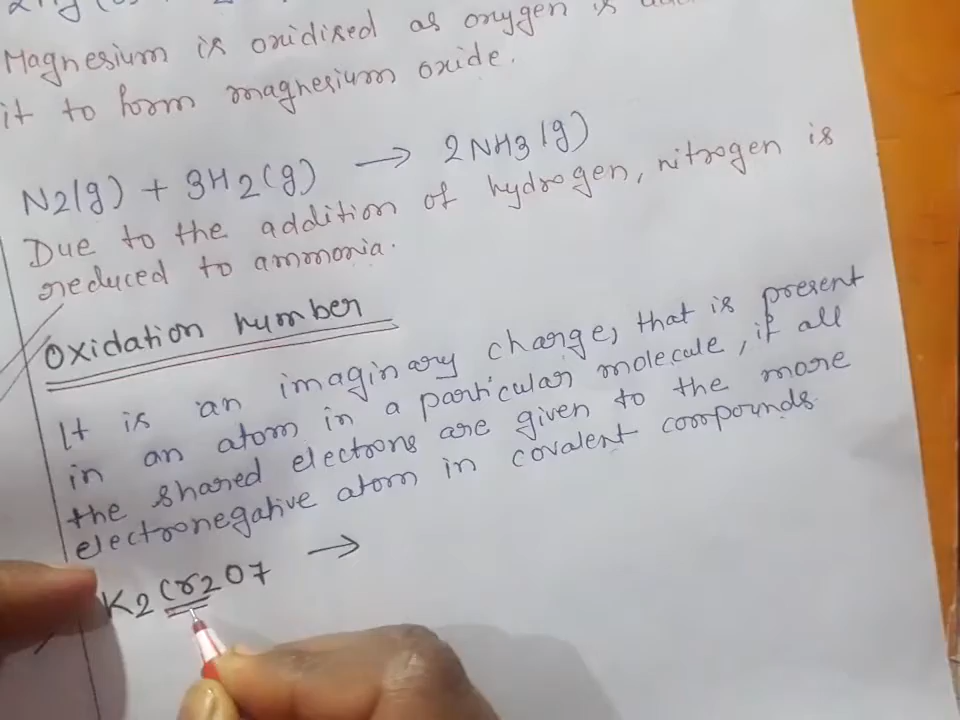 Magnesium is oxidized as oxygen is
it to form magnesium oxide.
N2(g) + 3H2(g) → 2NH3(g)
Due to the addition of hydrogen, nitrogen is
reduced to ammonia.
Oxidation number
It is an imaginary charge, that is present
in an atom in a particular molecule, if all
the shared electrons are given to the more
electronegative atom in covalent compounds.
K2Cr2O7 →